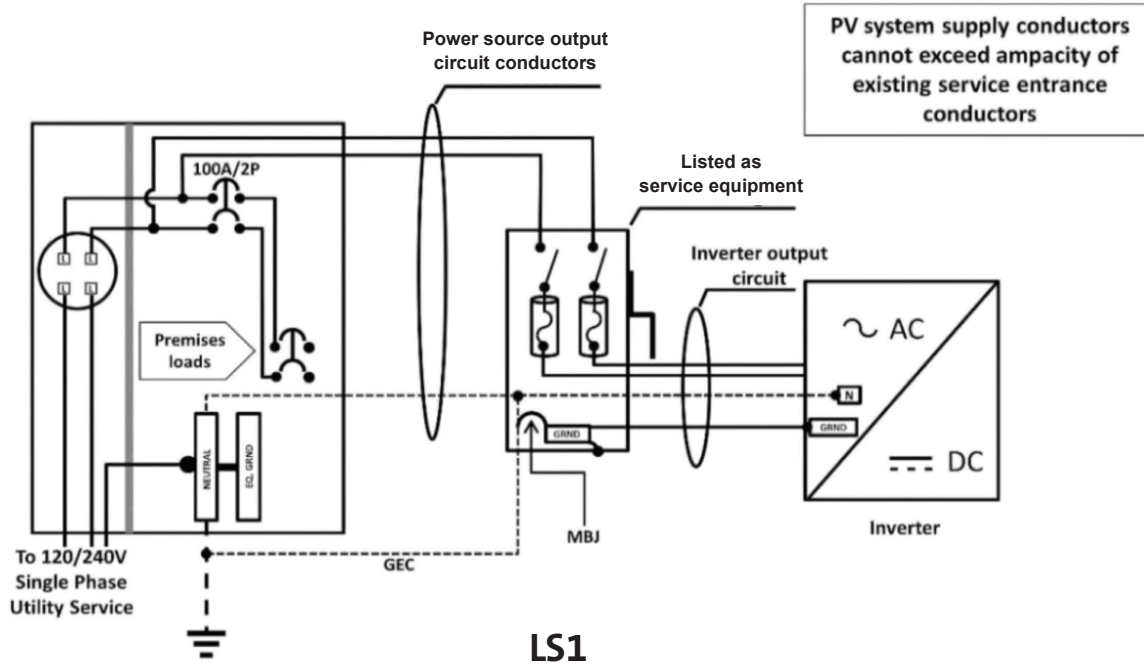 Power source output
circuit conductors
PV system supply conductors
cannot exceed ampacity of
existing service entrance
conductors
100A/2P
Listed as
service equipment
Inverter output
circuit
L L
L L
Premises
loads
AC
N
GRND
GRND
NEUTRAL
EQ. GRND
DC
Inverter
MBJ
GEC
To 120/240V
Single Phase
Utility Service
LS1